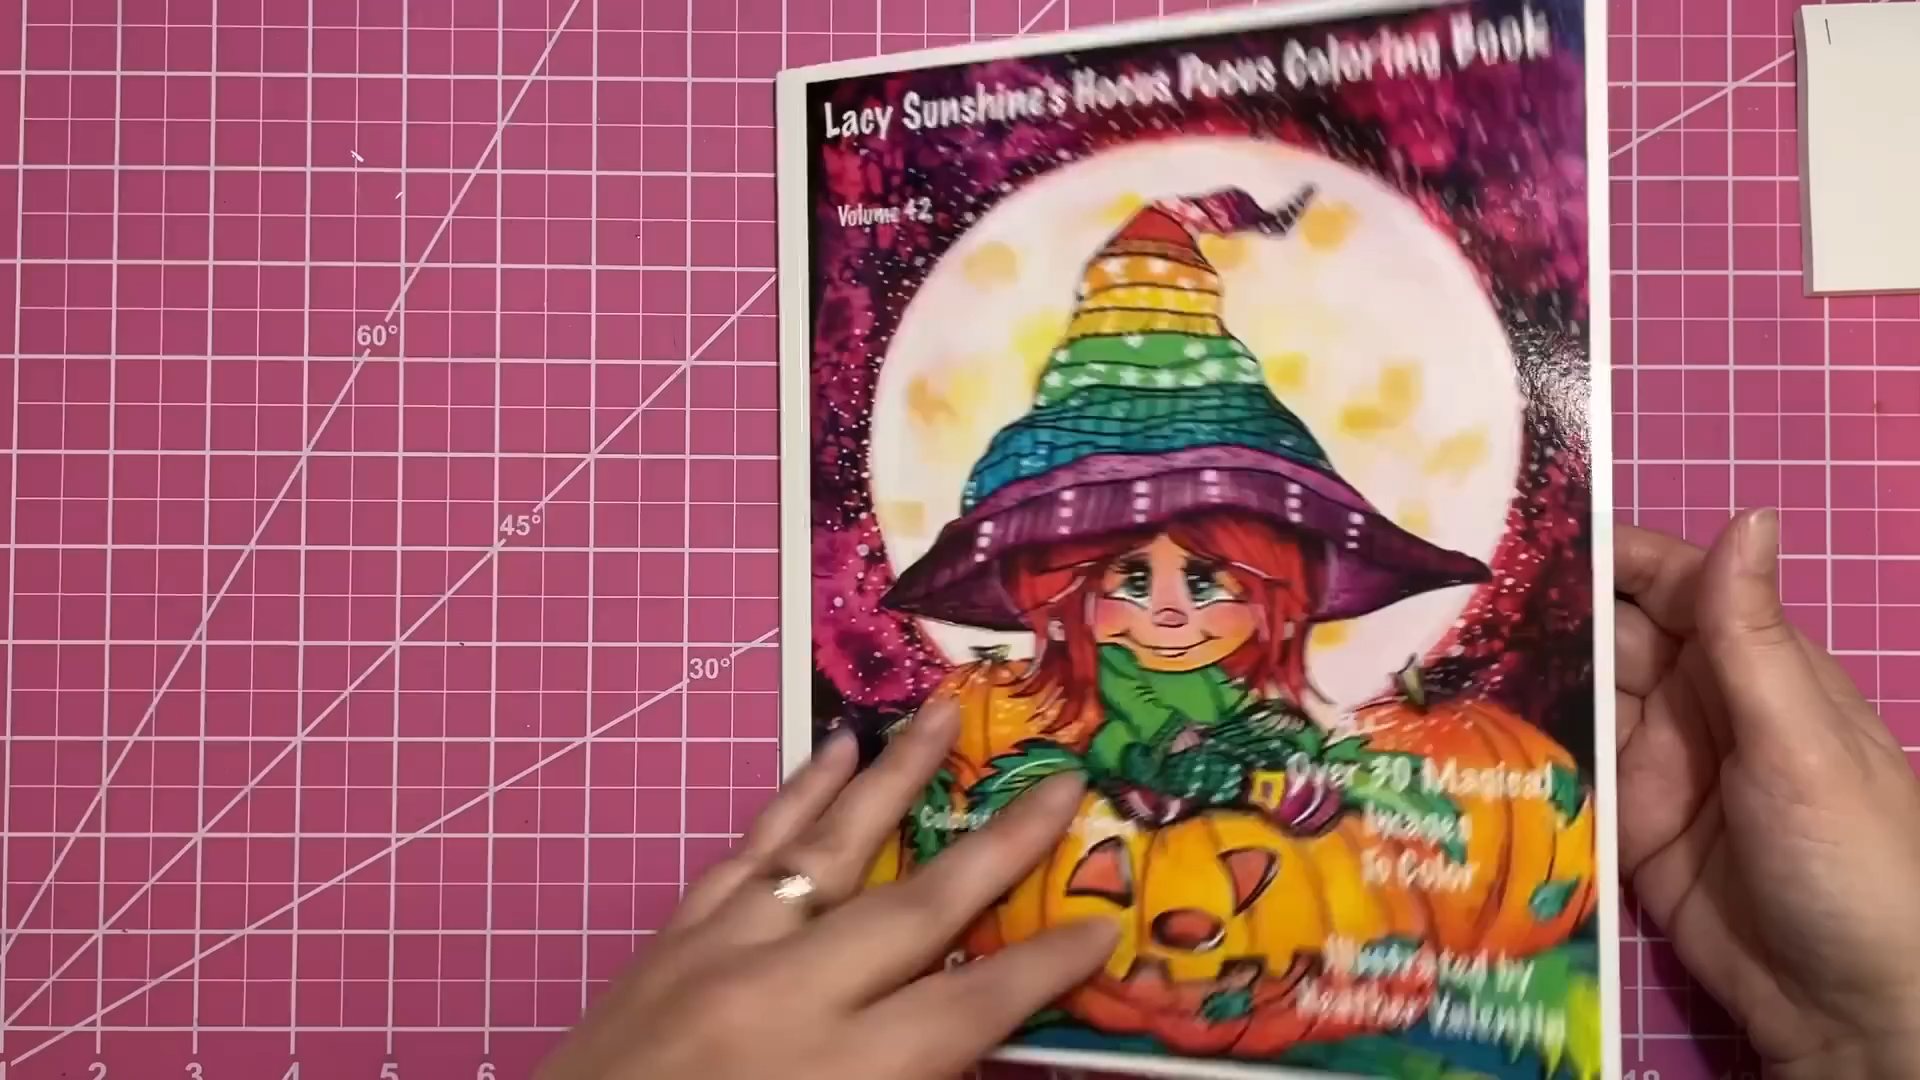 Lacy Sunshine's Hocus Pocus Coloring Book
Volume 42
60°
45°
30°
Over 30 Magical
Images
To Color
Illustrated by
Heather Valentin
2
3
4
5
6
18